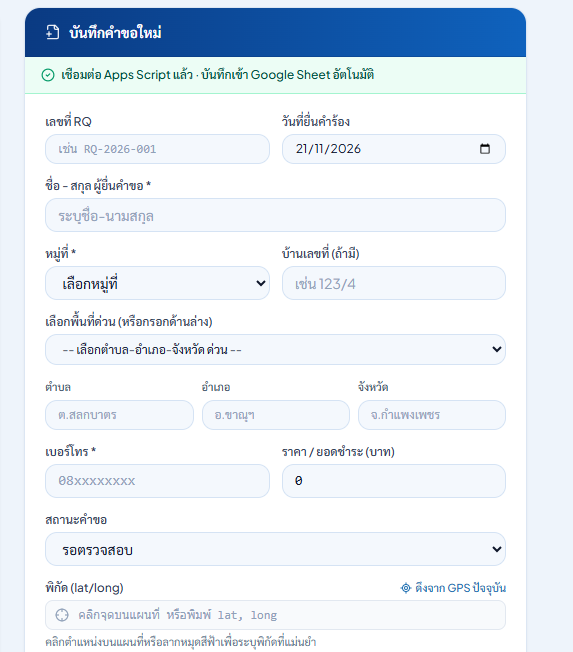 บันทึกคำขอใหม่
เชื่อมต่อ Apps Script แล้ว · บันทึกเข้า Google Sheet อัตโนมัติ
เลขที่ RQ วันที่ยื่นคำร้อง
เช่น RQ-2026-001 21/11/2026
ชื่อ - สกุล ผู้ยื่นคำขอ *
ระบุชื่อ-นามสกุล
หมู่ที่ * บ้านเลขที่ (ถ้ามี)
เลือกหมู่ที่ เช่น 123/4
เลือกพื้นที่ด่วน (หรือกรอกด้านล่าง)
-- เลือกตำบล-อำเภอ-จังหวัด ด่วน --
ตำบล อำเภอ จังหวัด
ต.สลกบาตร อ.ขาณุฯ จ.กำแพงเพชร
เบอร์โทร * ราคา / ยอดชำระ (บาท)
08xxxxxxxx 0
สถานะคำขอ
รอตรวจสอบ
พิกัด (lat/long) ดึงจาก GPS ปัจจุบัน
คลิกจุดบนแผนที่ หรือพิมพ์ lat, long
คลิกตำแหน่งบนแผนที่หรือลากหมุดสีฟ้าเพื่อระบุพิกัดที่แม่นยำ